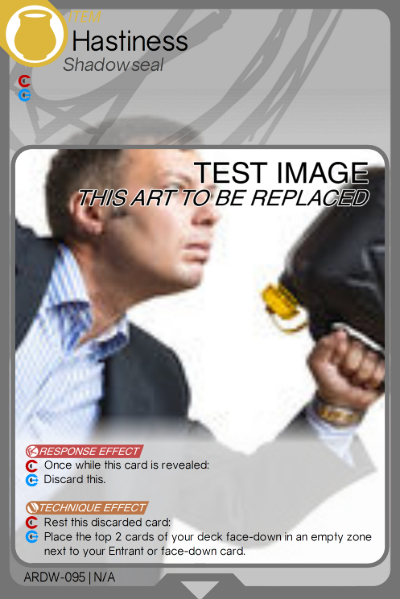 Hastiness
Shadowseal
TEST IMAGE
THIS ART TO BE REPLACED
RESPONSE EFFECT
Once while this card is revealed:
Discard this.
TECHNIQUE EFFECT
Rest this discarded card:
Place the top 2 cards of your deck face-down in an empty zone
next to your Entrant or face-down card.
ARDW-095 | N/A